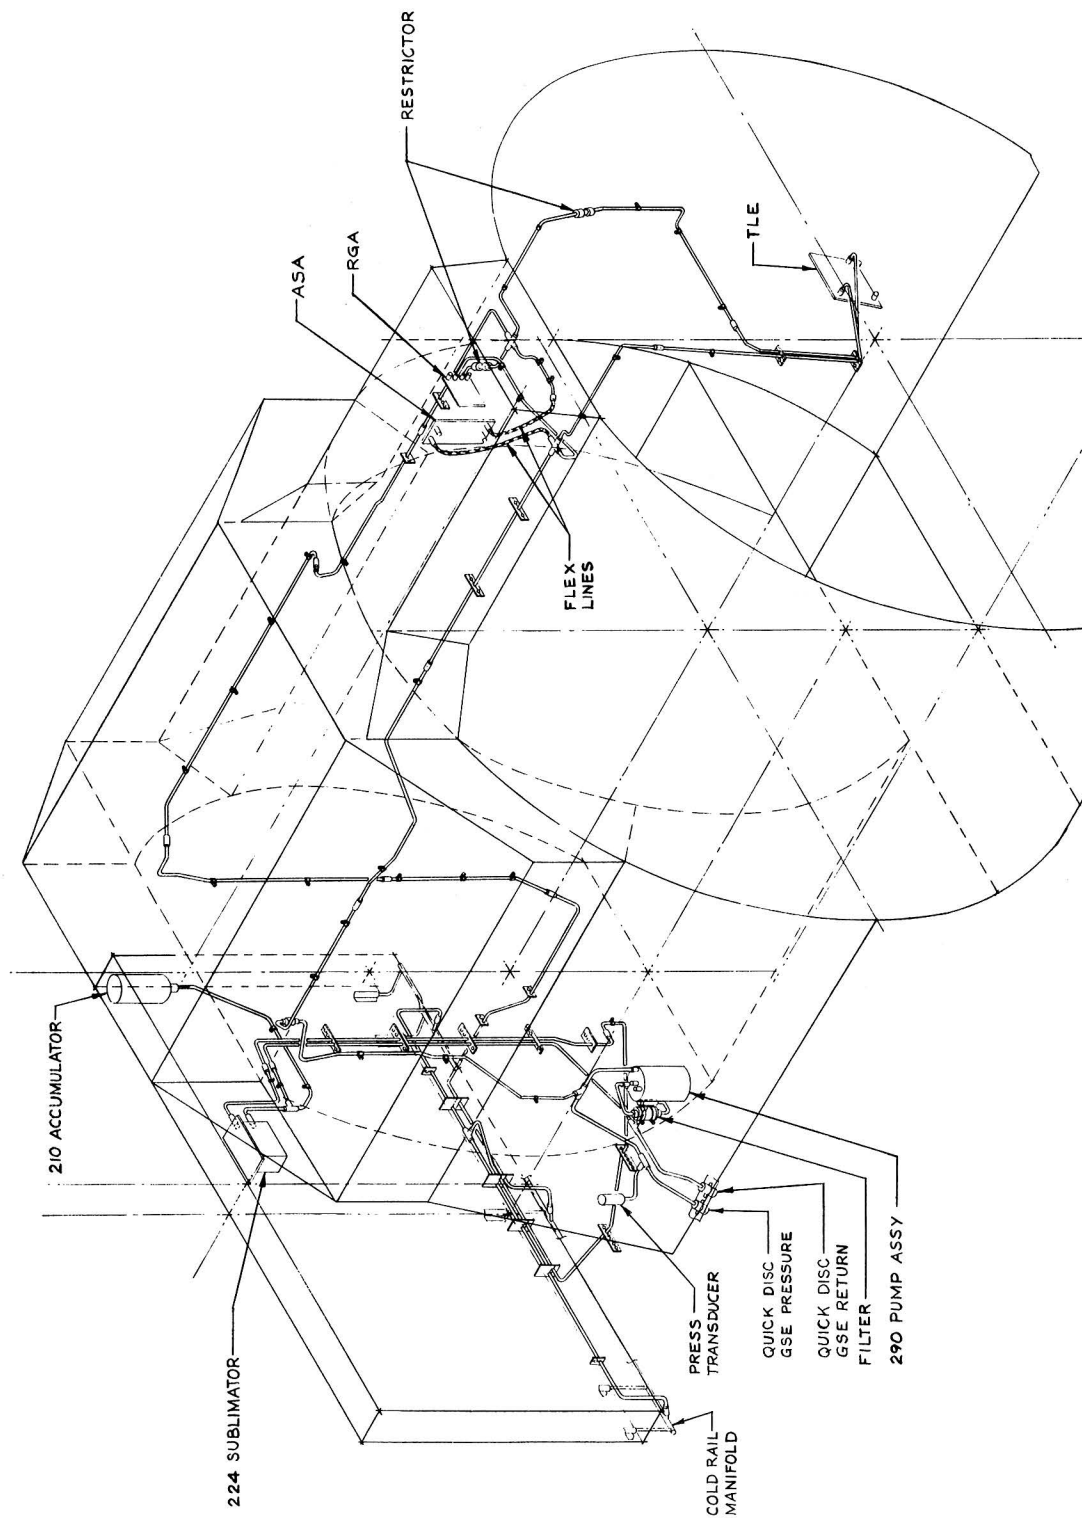 RESTRICTOR
RGA
ASA
TLE
FLEX
LINES
210 ACCUMULATOR
224 SUBLIMATOR
PRESS
TRANSDUCER
QUICK DISC
GSE PRESSURE
QUICK DISC
GSE RETURN
FILTER
290 PUMP ASSY
COLD RAIL
MANIFOLD